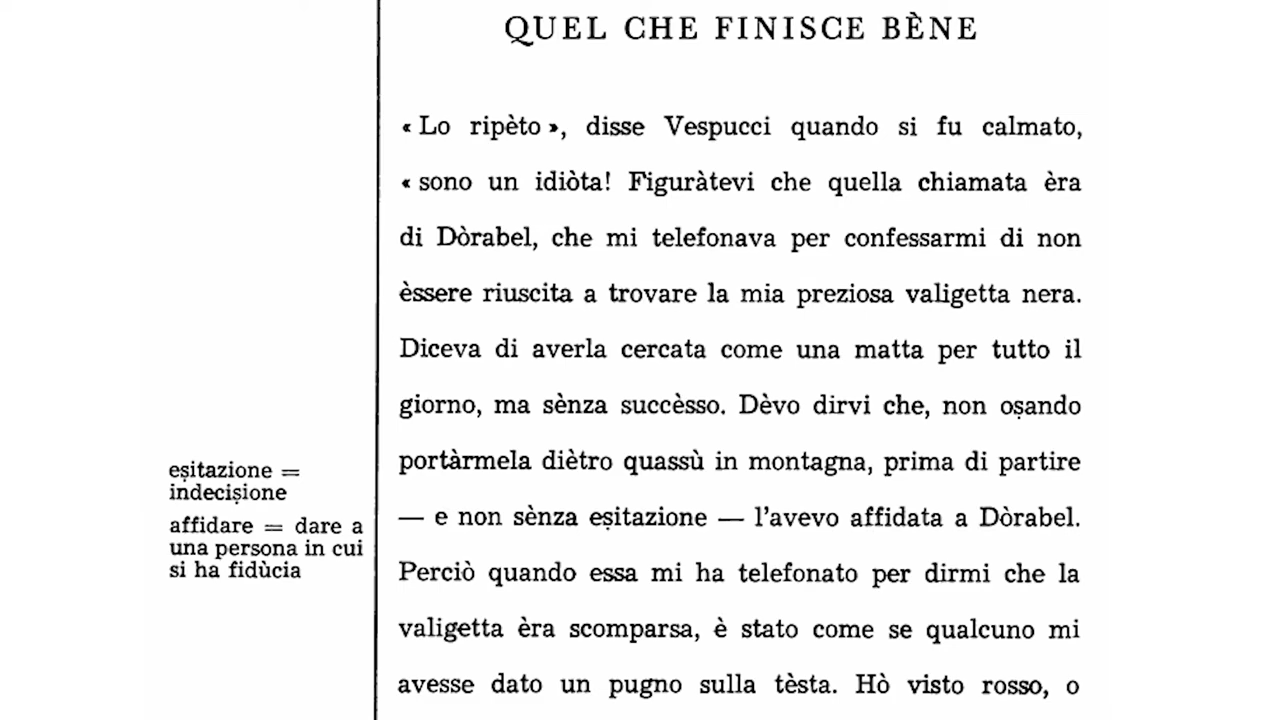 QUEL CHE FINISCE BÈNE
« Lo ripèto », disse Vespucci quando si fu calmato,
« sono un idiòta! Figuràtevi che quella chiamata èra
di Dòrabel, che mi telefonava per confessarmi di non
èssere riuscita a trovare la mia preziosa valigetta nera.
Diceva di averla cercata come una matta per tutto il
giorno, ma sènza succèsso. Dèvo dirvi che, non oṣando
portàrmela diètro quassù in montagna, prima di partire
— e non sènza eṣitazione — l'avevo affidata a Dòrabel.
Perciò quando essa mi ha telefonato per dirmi che la
valigetta èra scomparsa, è stato come se qualcuno mi
avesse dato un pugno sulla tèsta. Hò visto rosso, o
eṣitazione =
indeciṣione
affidare = dare a
una persona in cui
si ha fidùcia